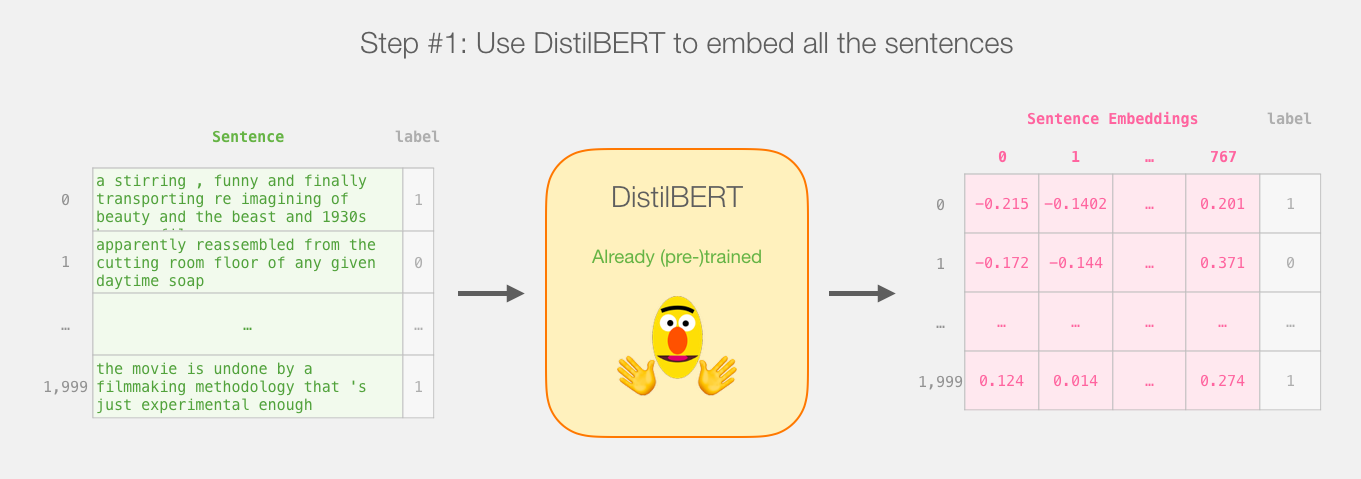 Step #1: Use DistilBERT to embed all the sentences
Sentence label
0 a stirring , funny and finally
transporting re imagining of
beauty and the beast and 1930s
1
1 apparently reassembled from the
cutting room floor of any given
daytime soap
0
… … …
1,999 the movie is undone by a
filmmaking methodology that 's
just experimental enough
1
DistilBERT
Already (pre-)trained
Sentence Embeddings label
0 1 … 767
0 −0.215 −0.1402 … 0.201 1
1 −0.172 −0.144 … 0.371 0
… … … … … …
1,999 0.124 0.014 … 0.274 1